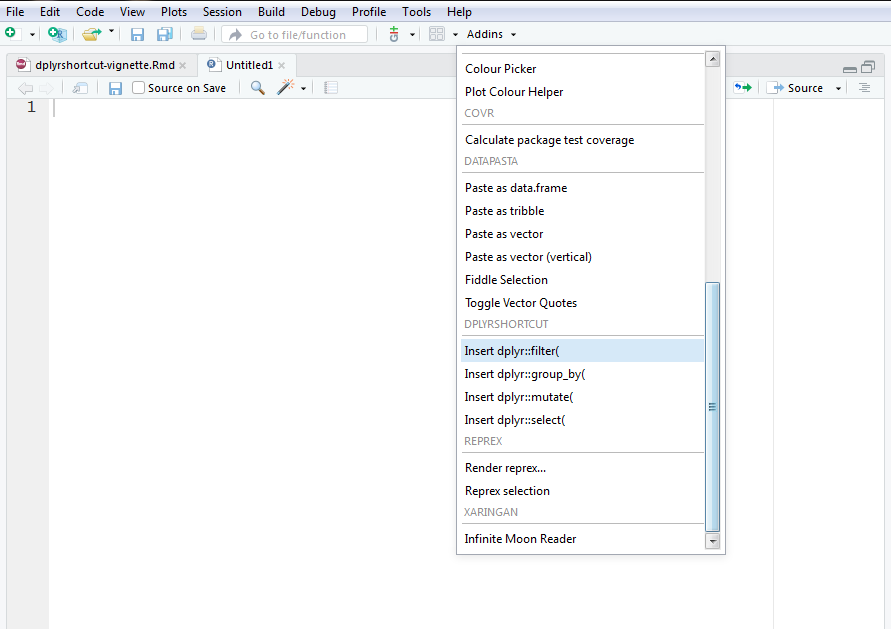 File Edit Code View Plots Session Build Debug Profile Tools Help
Go to file/function Addins
dplyrshortcut-vignette.Rmd Untitled1
Source on Save Source
1
Colour Picker
Plot Colour Helper
COVR
Calculate package test coverage
DATAPASTA
Paste as data.frame
Paste as tribble
Paste as vector
Paste as vector (vertical)
Fiddle Selection
Toggle Vector Quotes
DPLYRSHORTCUT
Insert dplyr::filter(
Insert dplyr::group_by(
Insert dplyr::mutate(
Insert dplyr::select(
REPREX
Render reprex...
Reprex selection
XARINGAN
Infinite Moon Reader